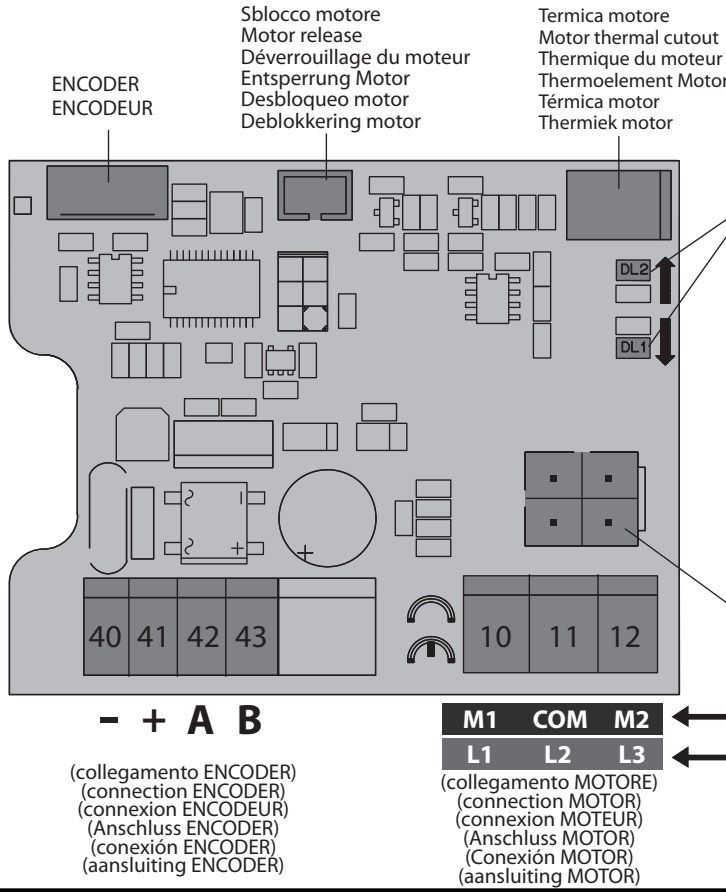 Sblocco motore
Motor release
Déverrouillage du moteur
Entsperrung Motor
Desbloqueo motor
Deblokkering motor
Termica motore
Motor thermal cutout
Thermique du moteur
Thermoelement Motor
Térmica motor
Thermiek motor
ENCODER
ENCODEUR
DL2
DL1
40 41 42 43
10 11 12
- + A B
M1 COM M2
L1 L2 L3
(collegamento ENCODER)
(connection ENCODER)
(connexion ENCODEUR)
(Anschluss ENCODER)
(conexión ENCODER)
(aansluiting ENCODER)
(collegamento MOTORE)
(connection MOTOR)
(connexion MOTEUR)
(Anschluss MOTOR)
(Conexión MOTOR)
(aansluiting MOTOR)